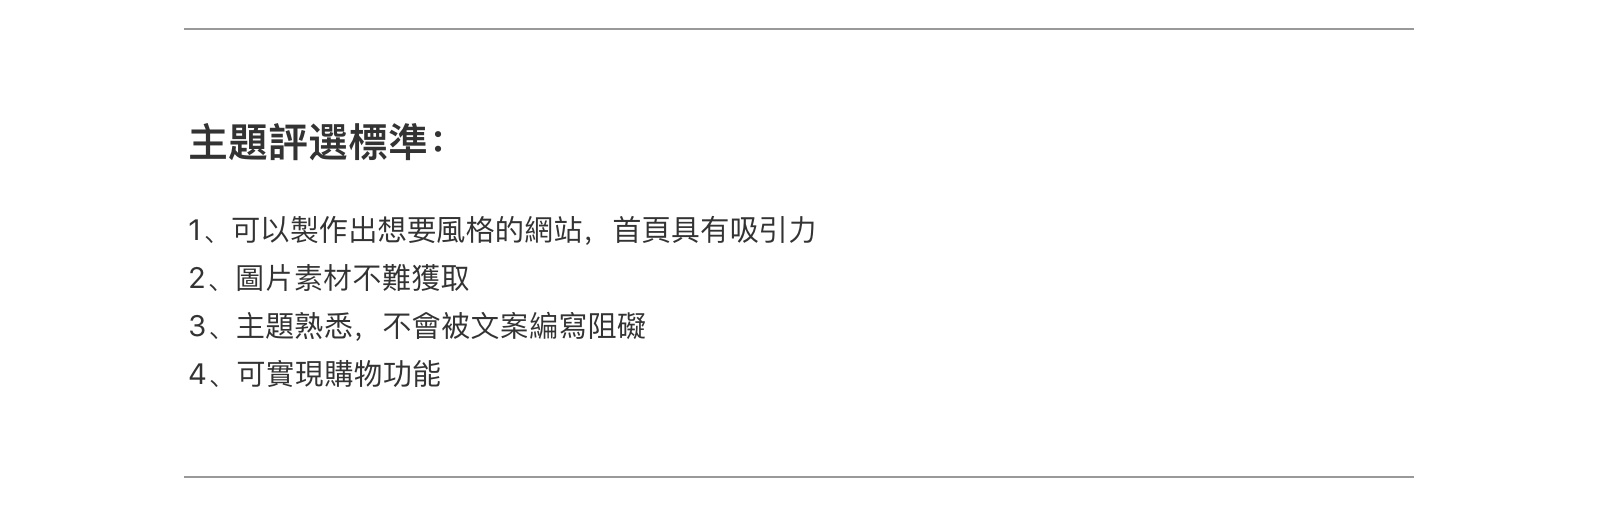 主題評選標準：
1、可以製作出想要風格的網站，首頁具有吸引力
2、圖片素材不難獲取
3、主題熟悉，不會被文案編寫阻礙
4、可實現購物功能